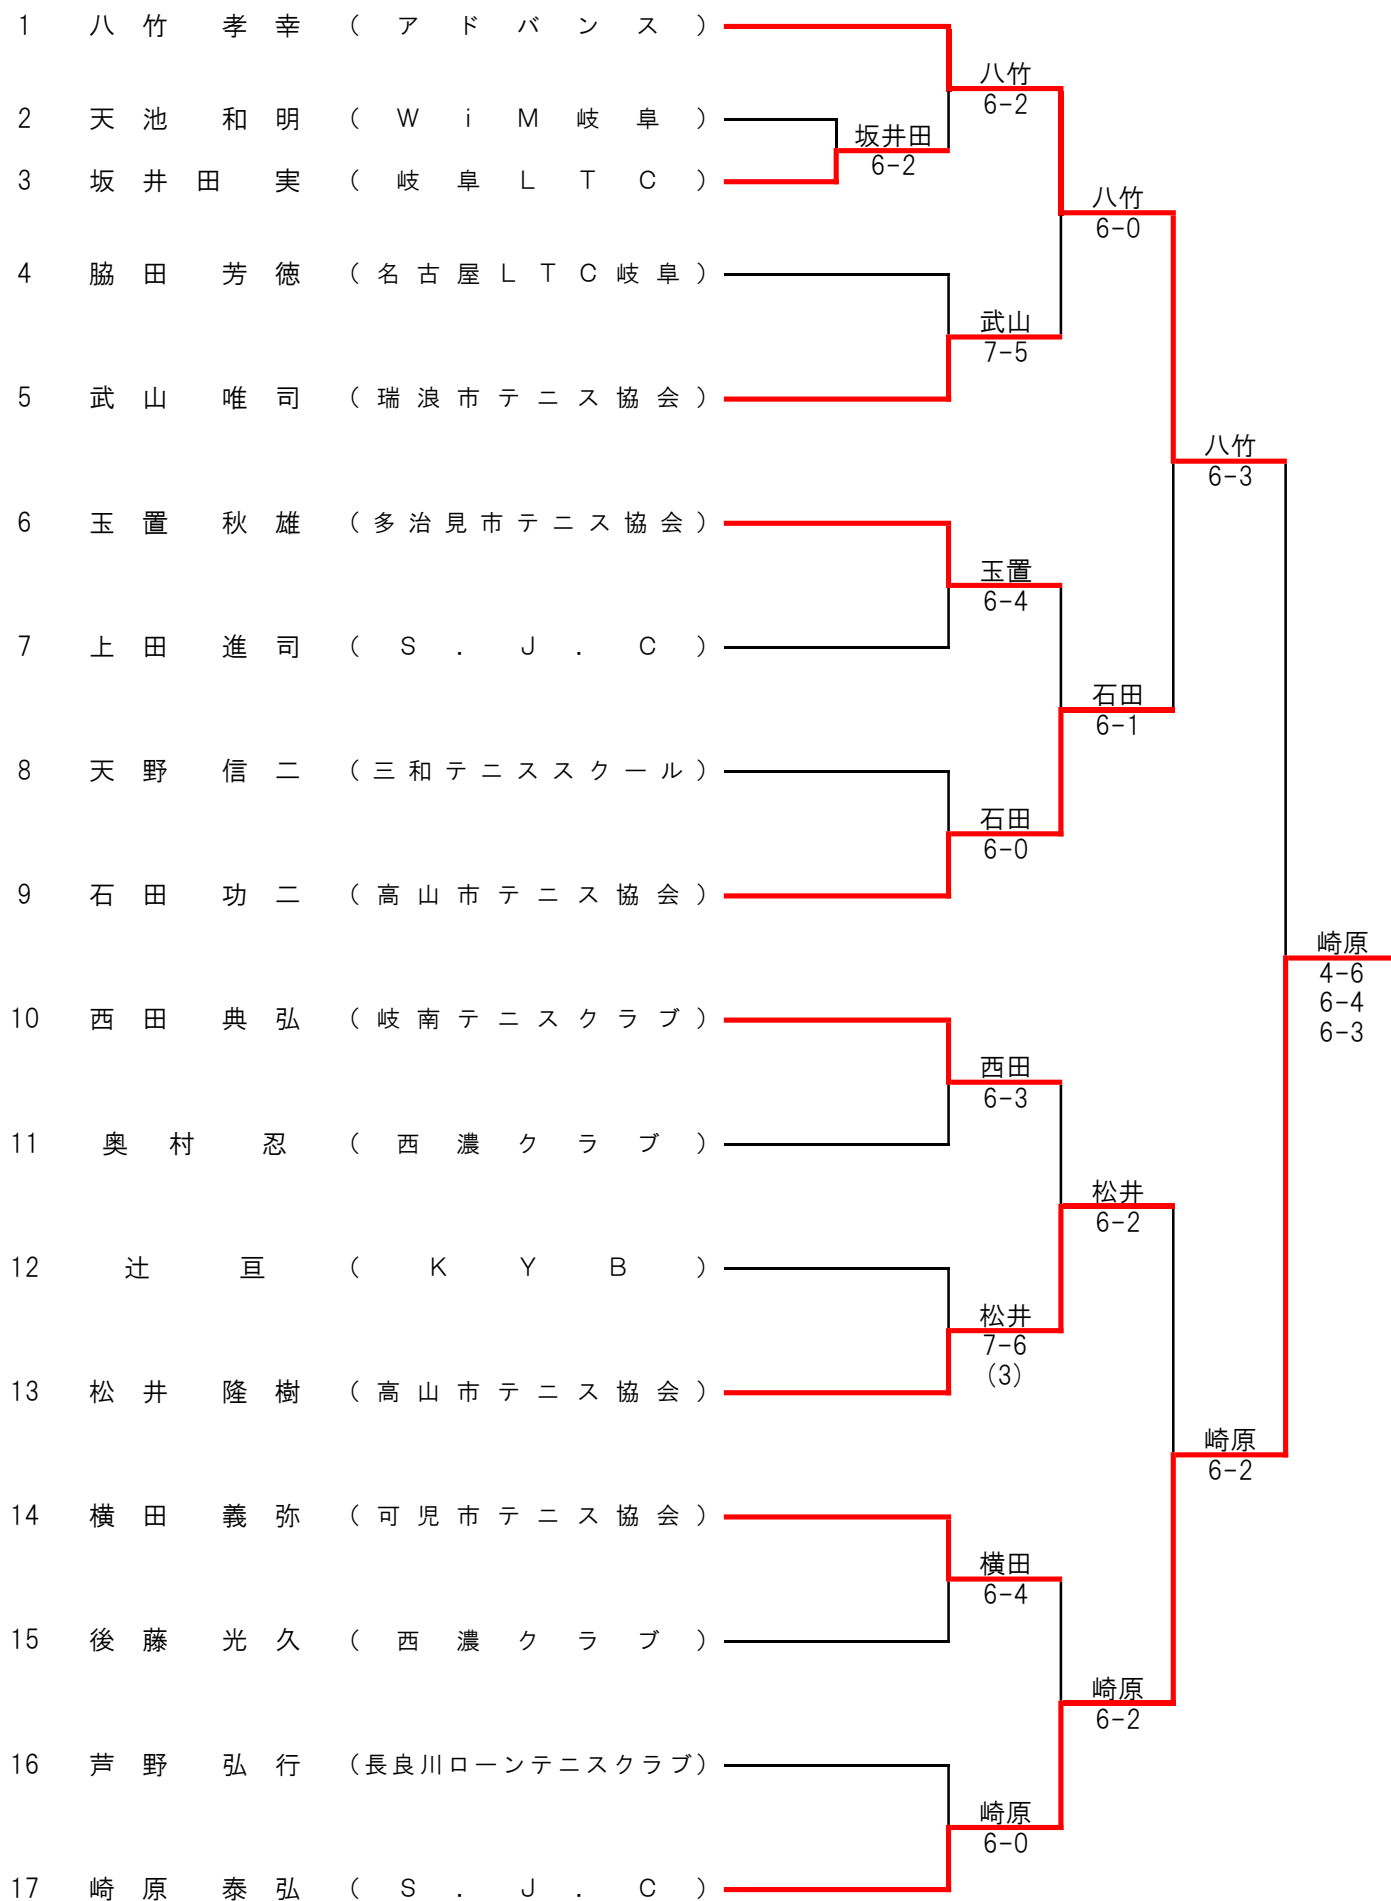 1 八竹 孝幸 （アドバンス）
八竹
6-2
2 天池 和明 （WiM岐阜）
坂井田
6-2
3 坂井田 実 （岐阜LTC）
八竹
6-0
4 脇田 芳徳 （名古屋LTC岐阜）
武山
7-5
5 武山 唯司 （瑞浪市テニス協会）
八竹
6-3
6 玉置 秋雄 （多治見市テニス協会）
玉置
6-4
7 上田 進司 （S．J．C）
石田
6-1
8 天野 信二 （三和テニススクール）
石田
6-0
9 石田 功二 （高山市テニス協会）
崎原
4-6
6-4
6-3
10 西田 典弘 （岐南テニスクラブ）
西田
6-3
11 奥村 忍 （西濃クラブ）
松井
6-2
12 辻 亘 （KYB）
松井
7-6
(3)
13 松井 隆樹 （高山市テニス協会）
崎原
6-2
14 横田 義弥 （可児市テニス協会）
横田
6-4
15 後藤 光久 （西濃クラブ）
崎原
6-2
16 芦野 弘行 （長良川ローンテニスクラブ）
崎原
6-0
17 崎原 泰弘 （S．J．C）